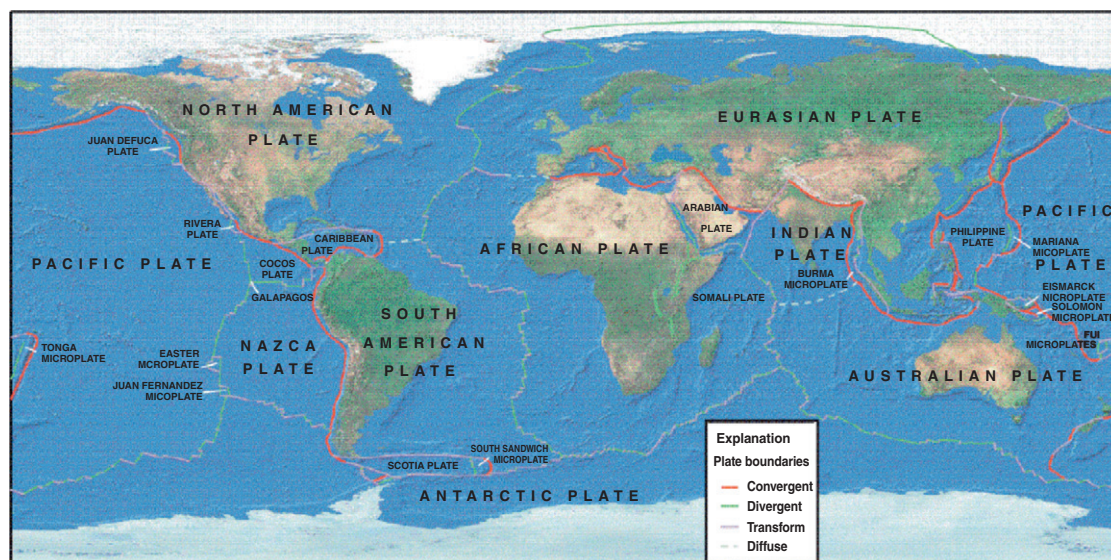 NORTH AMERICAN
PLATE
EURASIAN PLATE
JUAN DEFUCA
PLATE
RIVERA
PLATE
CARIBBEAN
PLATE
ARABIAN
PLATE
AFRICAN PLATE
INDIAN
PLATE
PHILIPPINE
PLATE
PACIFIC
PLATE
MARIANA
MICOPLATE
PACIFIC PLATE
COCOS
PLATE
GALAPAGOS
SOMALI PLATE
BURMA
MICROPLATE
EISMARCK
NICROPLATE
SOLOMON
MICROPLATE
FUI
MICROPLATES
TES
SOUTH
AMERICAN
PLATE
NAZCA
PLATE
TONGA
MICROPLATE
EASTER
MCROPLATE
JUAN FERNANDEZ
MICOPLATE
AUSTRALIAN PLATE
SCOTIA PLATE
SOUTH SANDWICH
MICROPLATE
ANTARCTIC PLATE
Explanation
Plate boundaries
Convergent
Divergent
Transform
Diffuse